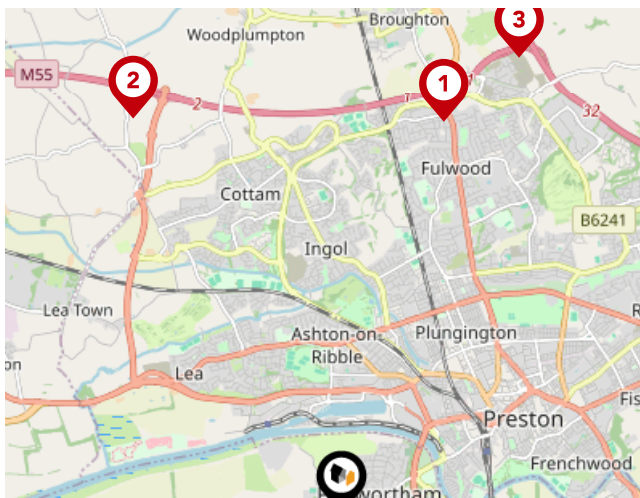 Broughton
3
Woodplumpton
M55
2
1
1
2
32
Fulwood
Cottam
B6241
Ingol
Lea Town
Ashton-on-
Ribble
Plungington
Lea
Preston
Frenchwood